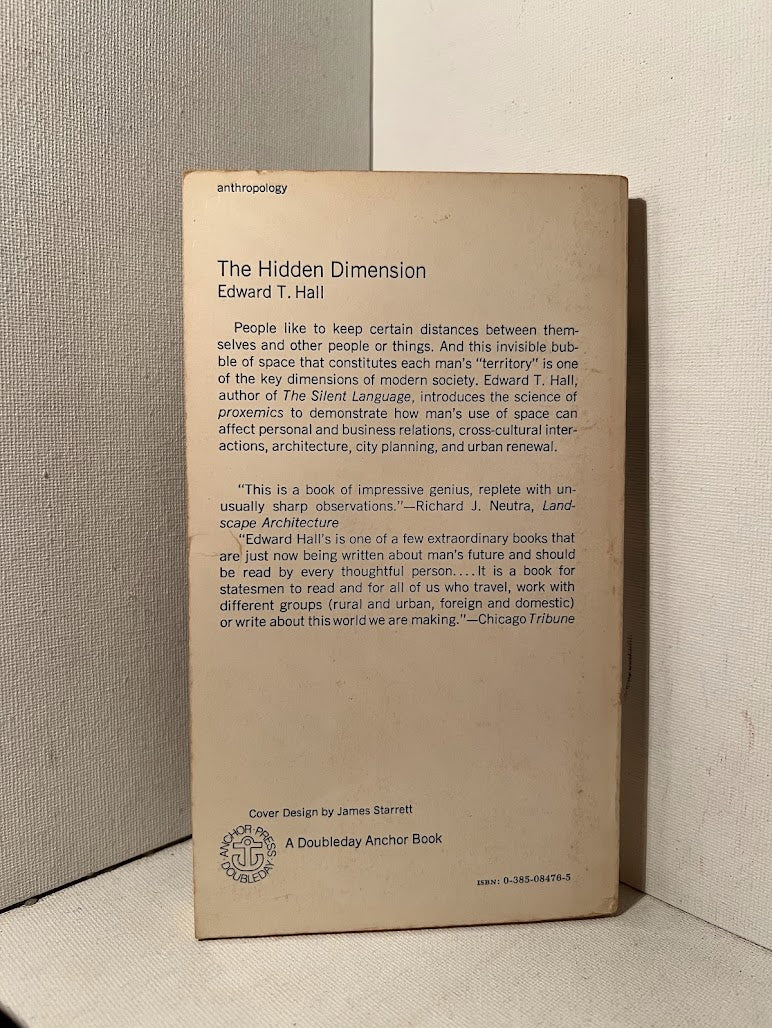 anthropology
The Hidden Dimension
Edward T. Hall
People like to keep certain distances between them-
selves and other people or things. And this invisible bub-
ble of space that constitutes each man's "territory" is one
of the key dimensions of modern society. Edward T. Hall,
author of The Silent Language, introduces the science of
proxemics to demonstrate how man's use of space can
affect personal and business relations, cross-cultural inter-
actions, architecture, city planning, and urban renewal.
"This is a book of impressive genius, replete with un-
usually sharp observations."—Richard J. Neutra, Land-
scape Architecture
"Edward Hall's is one of a few extraordinary books that
are just now being written about man's future and should
be read by every thoughtful person....It is a book for
statesmen to read and for all of us who travel, work with
different groups (rural and urban, foreign and domestic)
or write about this world we are making."—Chicago Tribune
Cover Design by James Starrett
ANCHOR PRESS
DOUBLEDAY
A Doubleday Anchor Book
ISBN: 0-385-08476-5